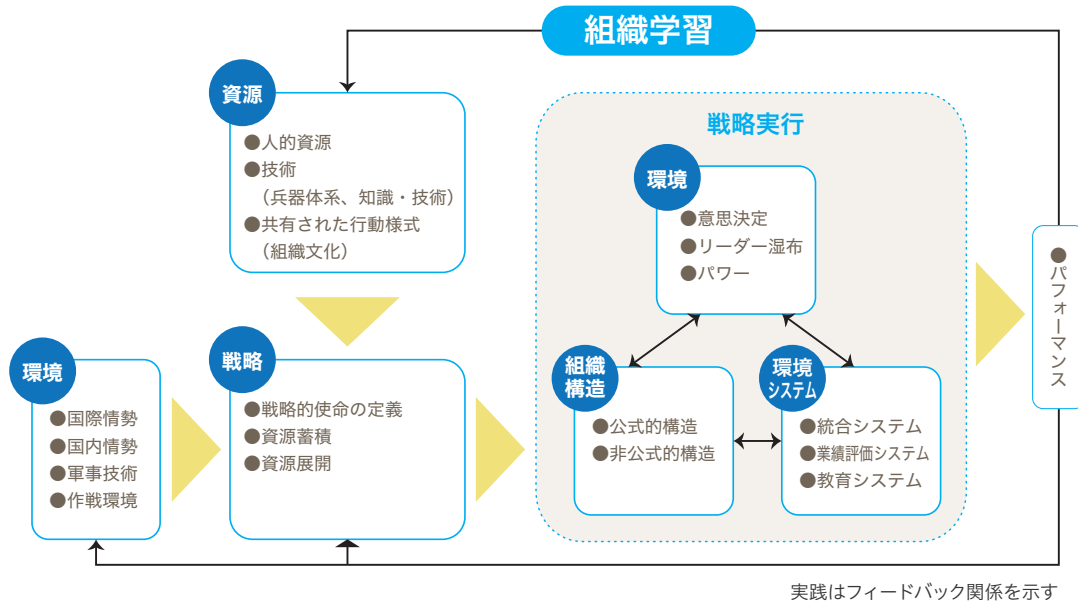 組織学習
資源
●人的資源
●技術
（兵器体系、知識・技術）
●共有された行動様式
（組織文化）
戦略実行
環境
●意思決定
●リーダー湿布
●パワー
●パフォーマンス
環境
●国際情勢
●国内情勢
●軍事技術
●作戦環境
戦略
●戦略的使命の定義
●資源蓄積
●資源展開
組織
構造
●公式的構造
●非公式的構造
環境
システム
●統合システム
●業績評価システム
●教育システム
実践はフィードバック関係を示す